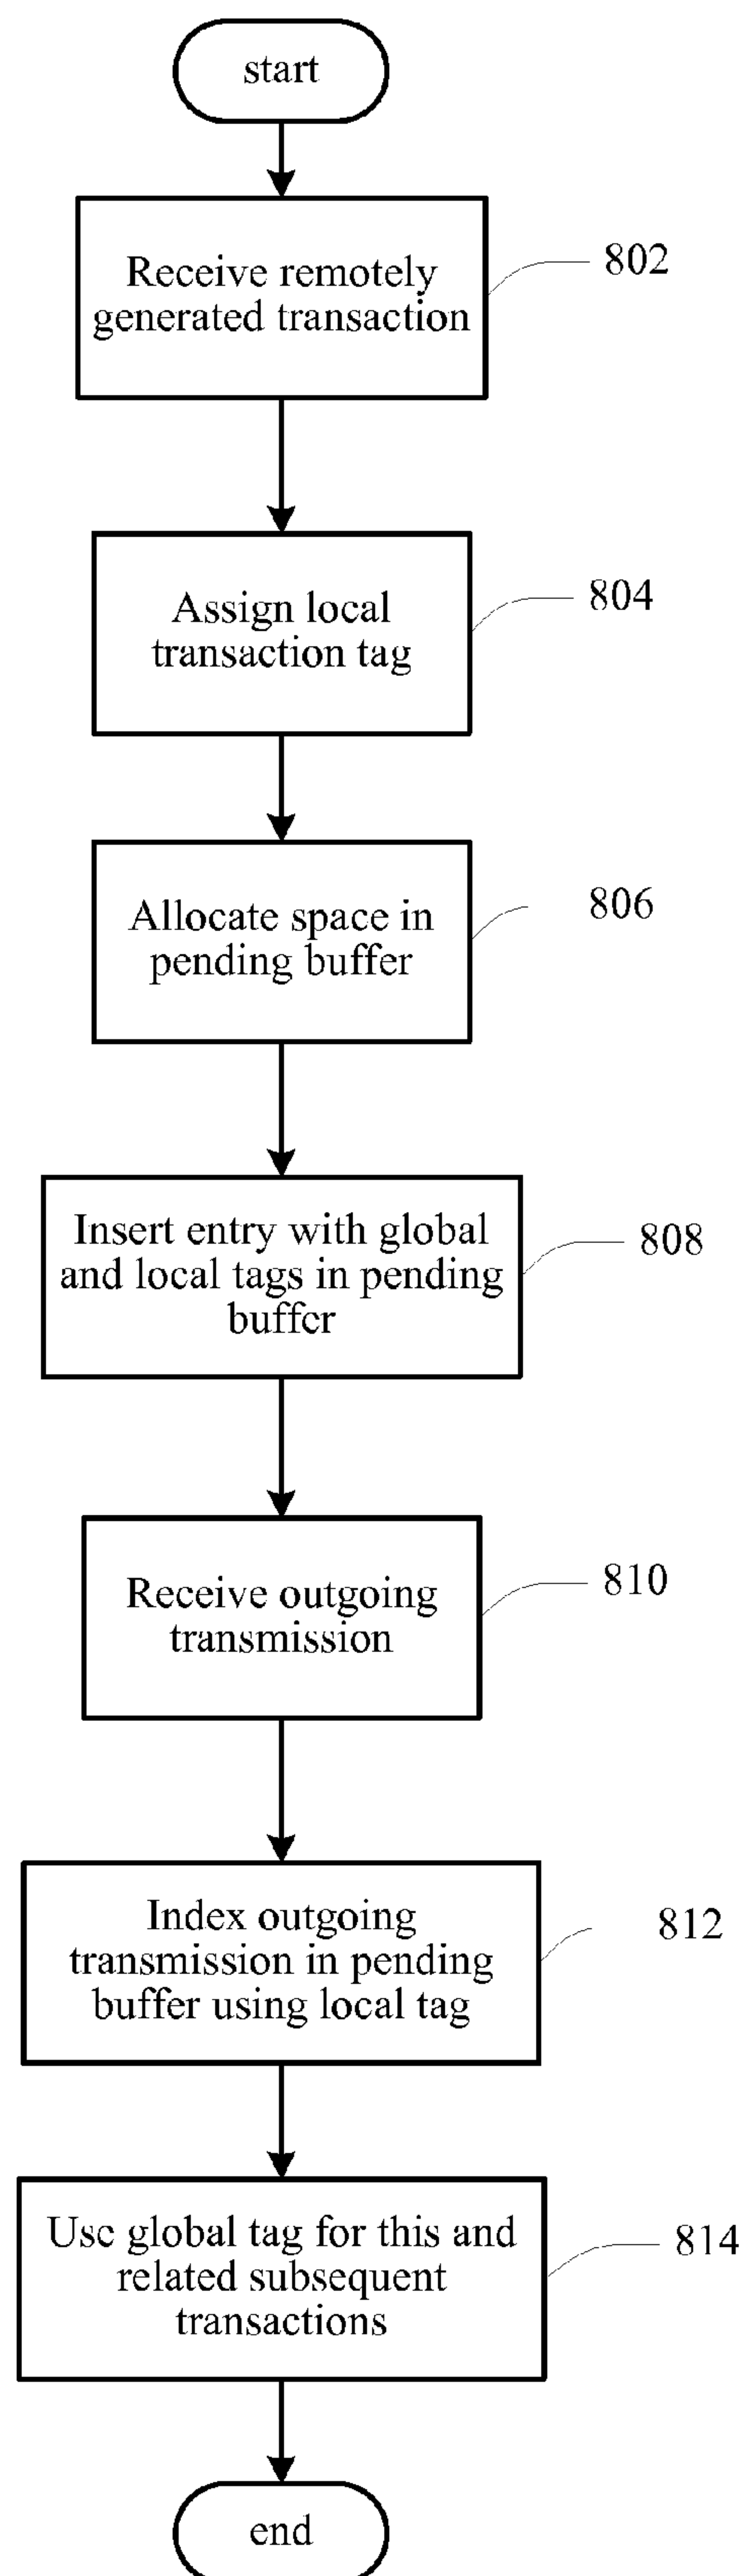 start
Receive remotely
generated transaction
802
Assign local
transaction tag
804
Allocate space in
pending buffer
806
Insert entry with global
and local tags in pending
buffer
808
Receive outgoing
transmission
810
Index outgoing
transmission in pending
buffer using local tag
812
Use global tag for this and
related subsequent
transactions
814
end